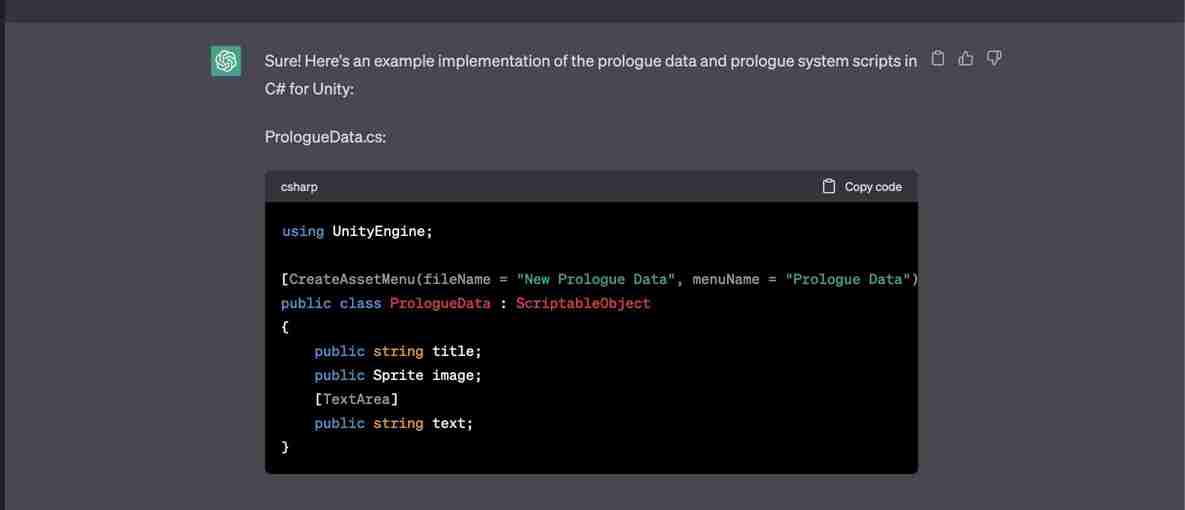 Sure! Here's an example implementation of the prologue data and prologue system scripts in
C# for Unity:
PrologueData.cs:
csharp
Copy code
using UnityEngine;
[CreateAssetMenu(fileName = "New Prologue Data", menuName = "Prologue Data")
public class PrologueData : ScriptableObject
{
    public string title;
    public Sprite image;
    [TextArea]
    public string text;
}